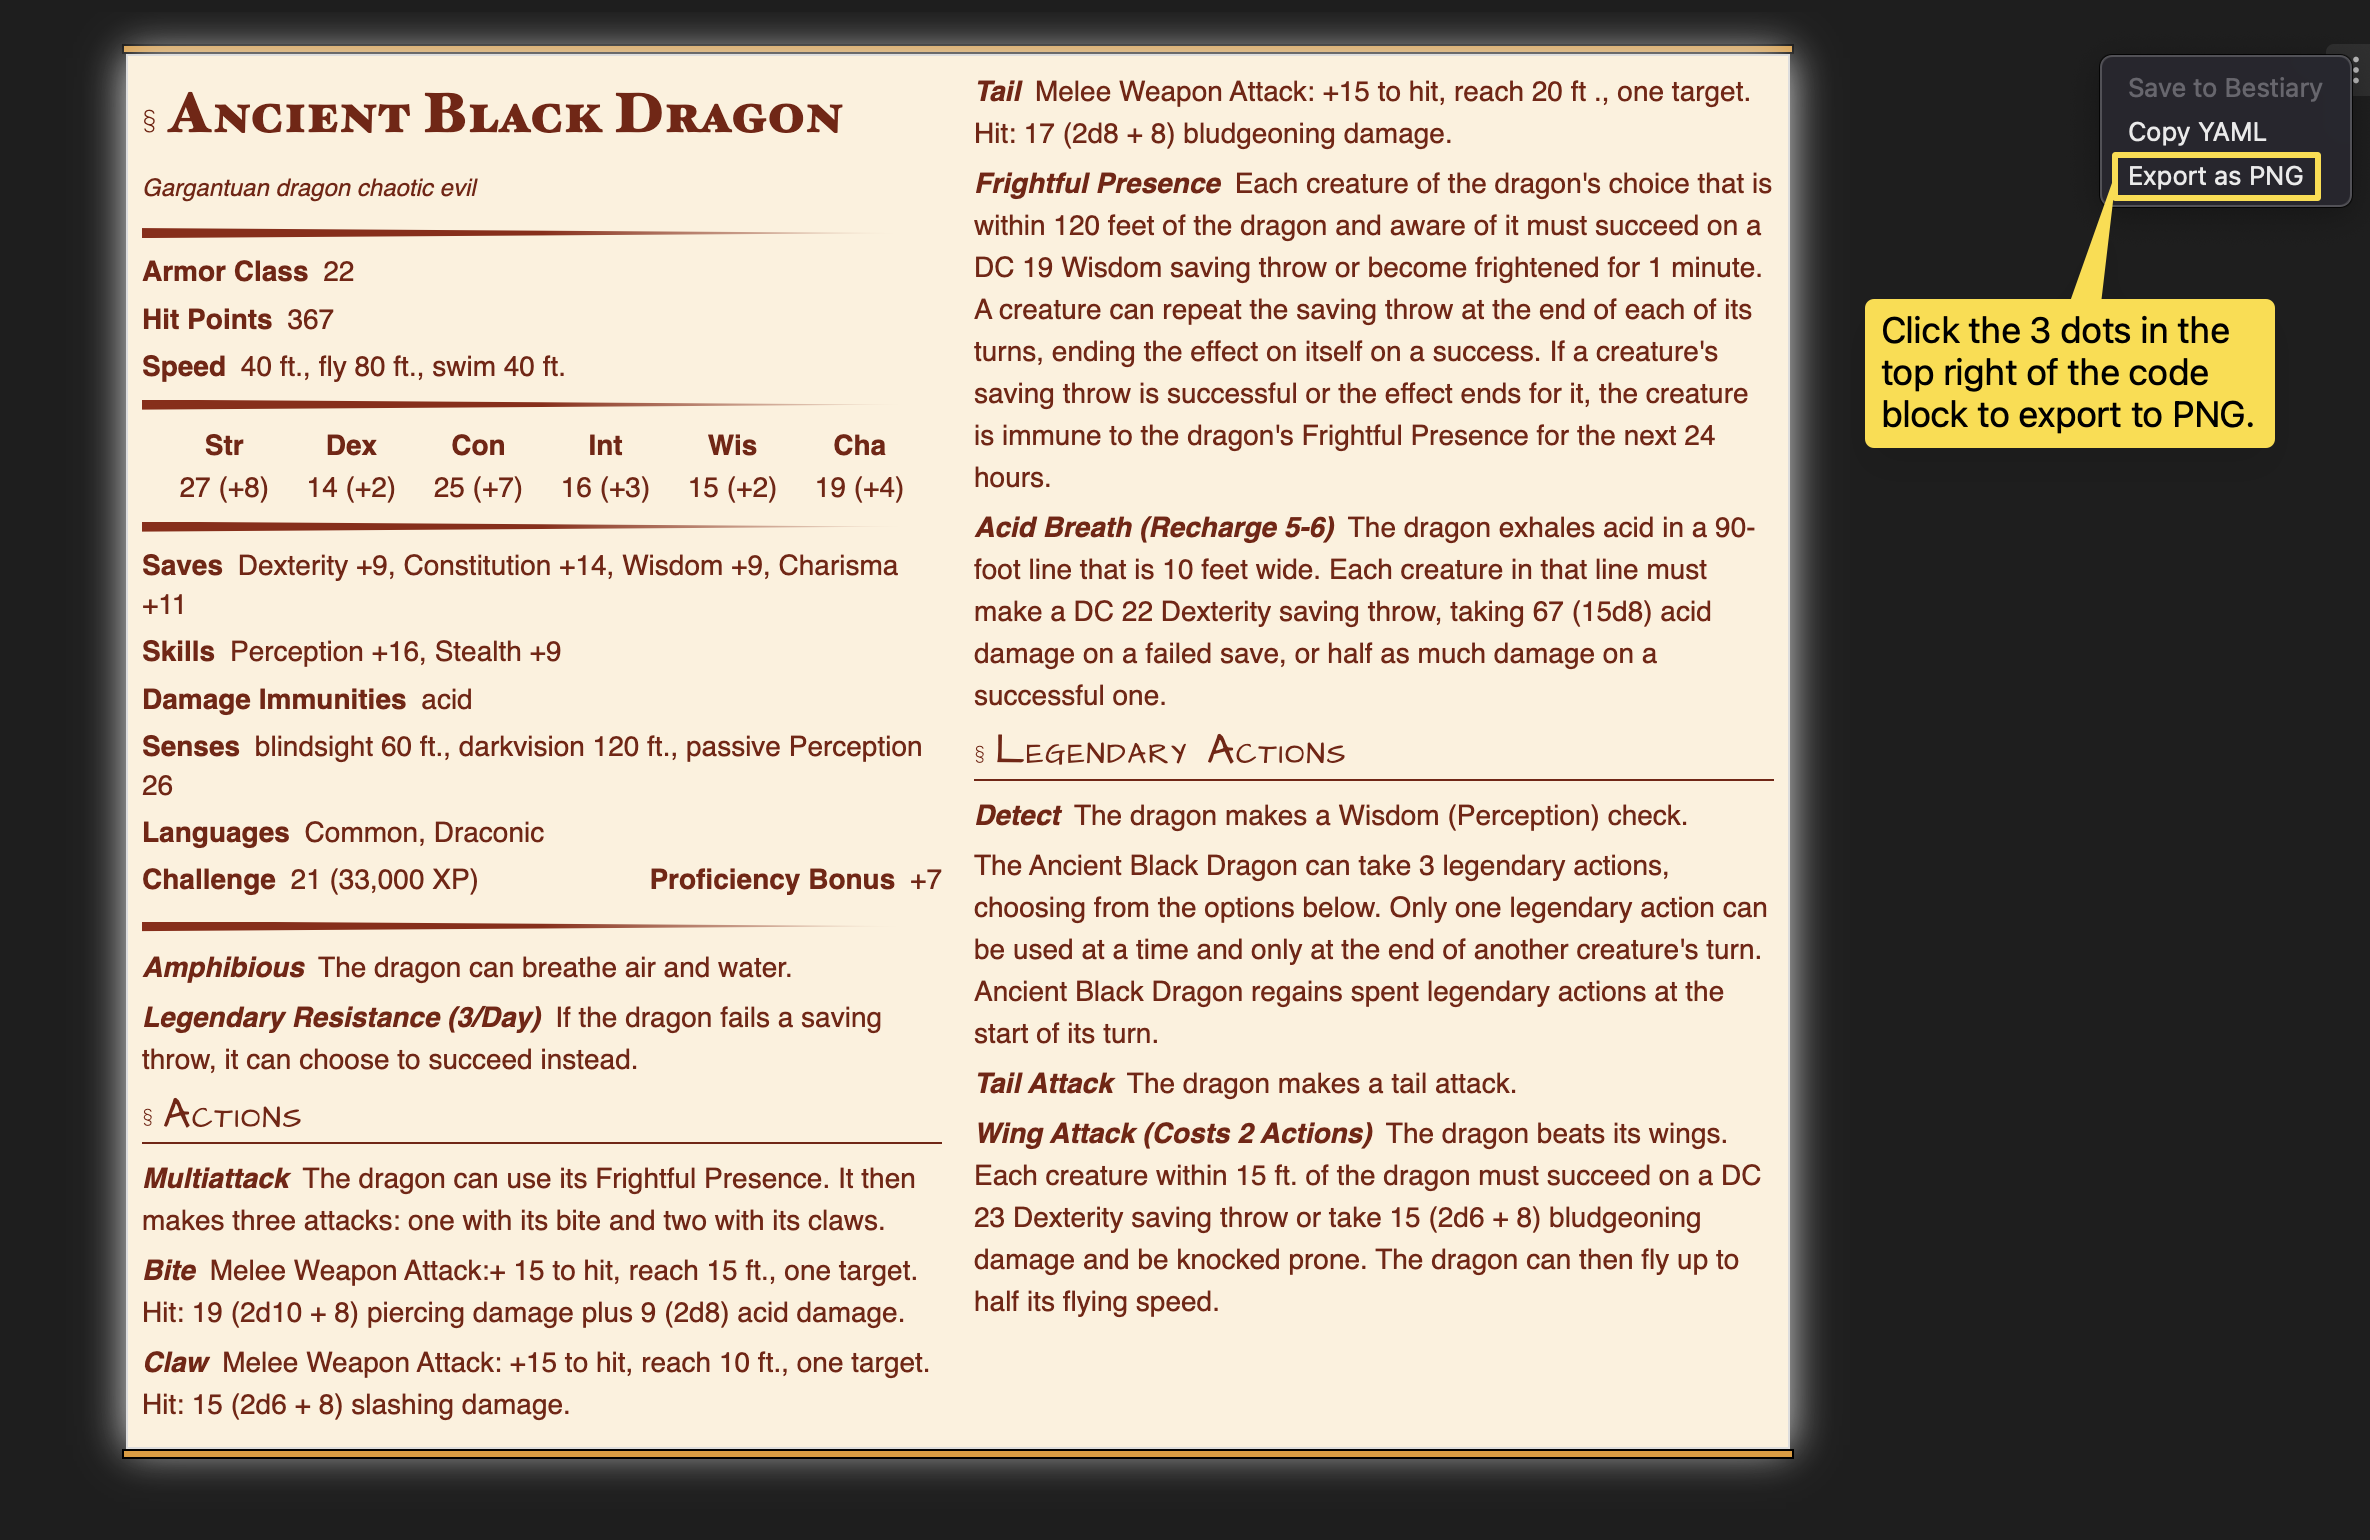 § Ancient Black Dragon
Gargantuan dragon chaotic evil
Armor Class 22
Hit Points 367
Speed 40 ft., fly 80 ft., swim 40 ft.
Str Dex Con Int Wis Cha
27 (+8) 14 (+2) 25 (+7) 16 (+3) 15 (+2) 19 (+4)
Saves Dexterity +9, Constitution +14, Wisdom +9, Charisma
+11
Skills Perception +16, Stealth +9
Damage Immunities acid
Senses blindsight 60 ft., darkvision 120 ft., passive Perception
26
Languages Common, Draconic
Challenge 21 (33,000 XP) Proficiency Bonus +7
Amphibious The dragon can breathe air and water.
Legendary Resistance (3/Day) If the dragon fails a saving
throw, it can choose to succeed instead.
§ Actions
Multiattack The dragon can use its Frightful Presence. It then
makes three attacks: one with its bite and two with its claws.
Bite Melee Weapon Attack:+ 15 to hit, reach 15 ft., one target.
Hit: 19 (2d10 + 8) piercing damage plus 9 (2d8) acid damage.
Claw Melee Weapon Attack: +15 to hit, reach 10 ft., one target.
Hit: 15 (2d6 + 8) slashing damage.
Tail Melee Weapon Attack: +15 to hit, reach 20 ft ., one target.
Hit: 17 (2d8 + 8) bludgeoning damage.
Frightful Presence Each creature of the dragon's choice that is
within 120 feet of the dragon and aware of it must succeed on a
DC 19 Wisdom saving throw or become frightened for 1 minute.
A creature can repeat the saving throw at the end of each of its
turns, ending the effect on itself on a success. If a creature's
saving throw is successful or the effect ends for it, the creature
is immune to the dragon's Frightful Presence for the next 24
hours.
Acid Breath (Recharge 5-6) The dragon exhales acid in a 90-
foot line that is 10 feet wide. Each creature in that line must
make a DC 22 Dexterity saving throw, taking 67 (15d8) acid
damage on a failed save, or half as much damage on a
successful one.
§ Legendary Actions
Detect The dragon makes a Wisdom (Perception) check.
The Ancient Black Dragon can take 3 legendary actions,
choosing from the options below. Only one legendary action can
be used at a time and only at the end of another creature's turn.
Ancient Black Dragon regains spent legendary actions at the
start of its turn.
Tail Attack The dragon makes a tail attack.
Wing Attack (Costs 2 Actions) The dragon beats its wings.
Each creature within 15 ft. of the dragon must succeed on a DC
23 Dexterity saving throw or take 15 (2d6 + 8) bludgeoning
damage and be knocked prone. The dragon can then fly up to
half its flying speed.
Save to Bestiary
Copy YAML
Export as PNG
Click the 3 dots in the
top right of the code
block to export to PNG.